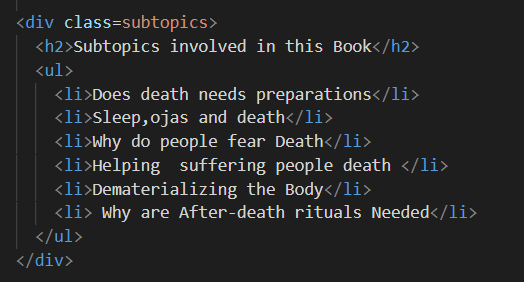 <div class=subtopics>
<h2>Subtopics involved in this Book</h2>
<ul>
<li>Does death needs preparations</li>
<li>Sleep,ojas and death</li>
<li>Why do people fear Death</li>
<li>Helping  suffering people death </li>
<li>Dematerializing the Body</li>
<li> Why are After-death rituals Needed</li>
</ul>
</div>